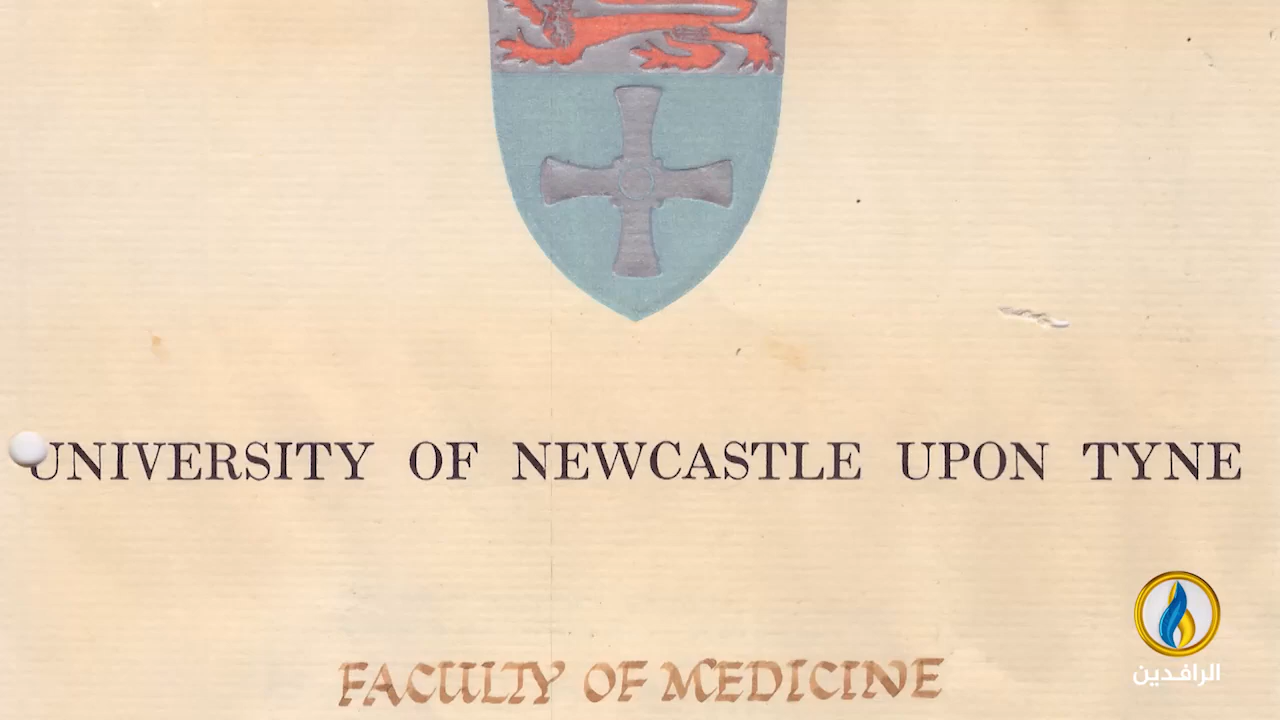 UNIVERSITY OF NEWCASTLE UPON TYNE
FACULTY OF MEDICINE
الرافدين